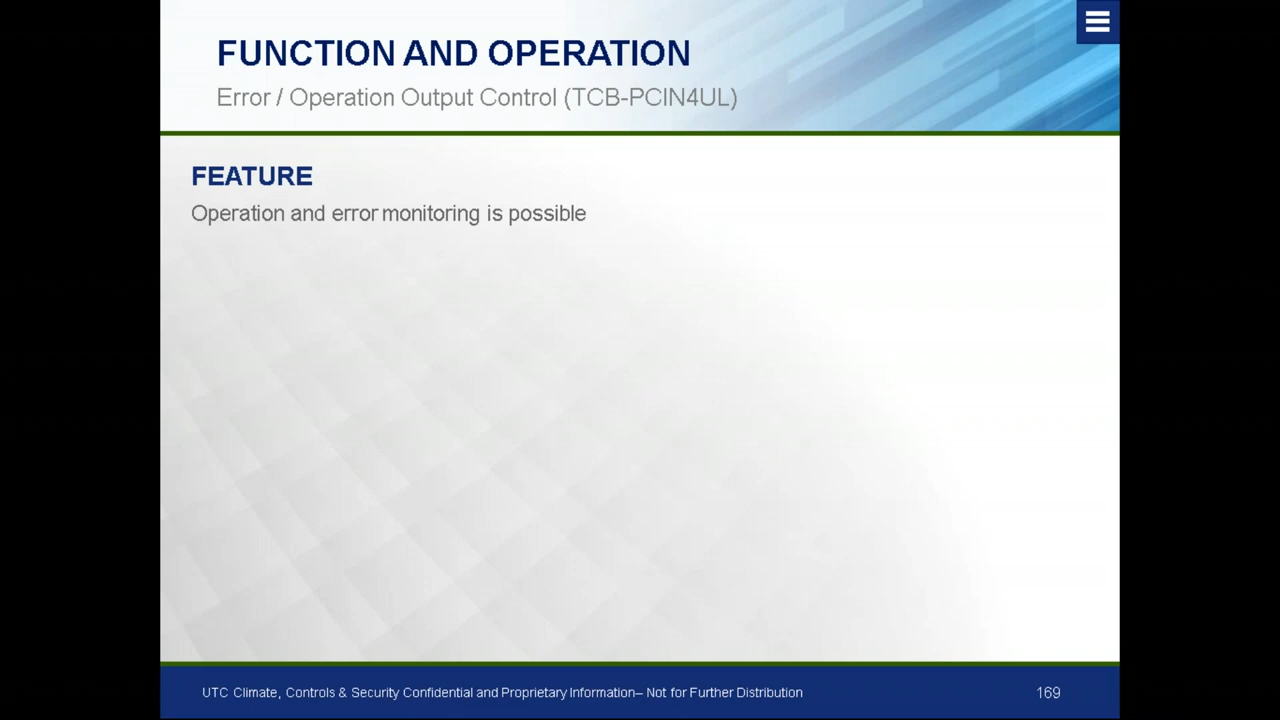 FUNCTION AND OPERATION
Error / Operation Output Control (TCB-PCIN4UL)
FEATURE
Operation and error monitoring is possible
UTC Climate, Controls & Security Confidential and Proprietary Information– Not for Further Distribution
169